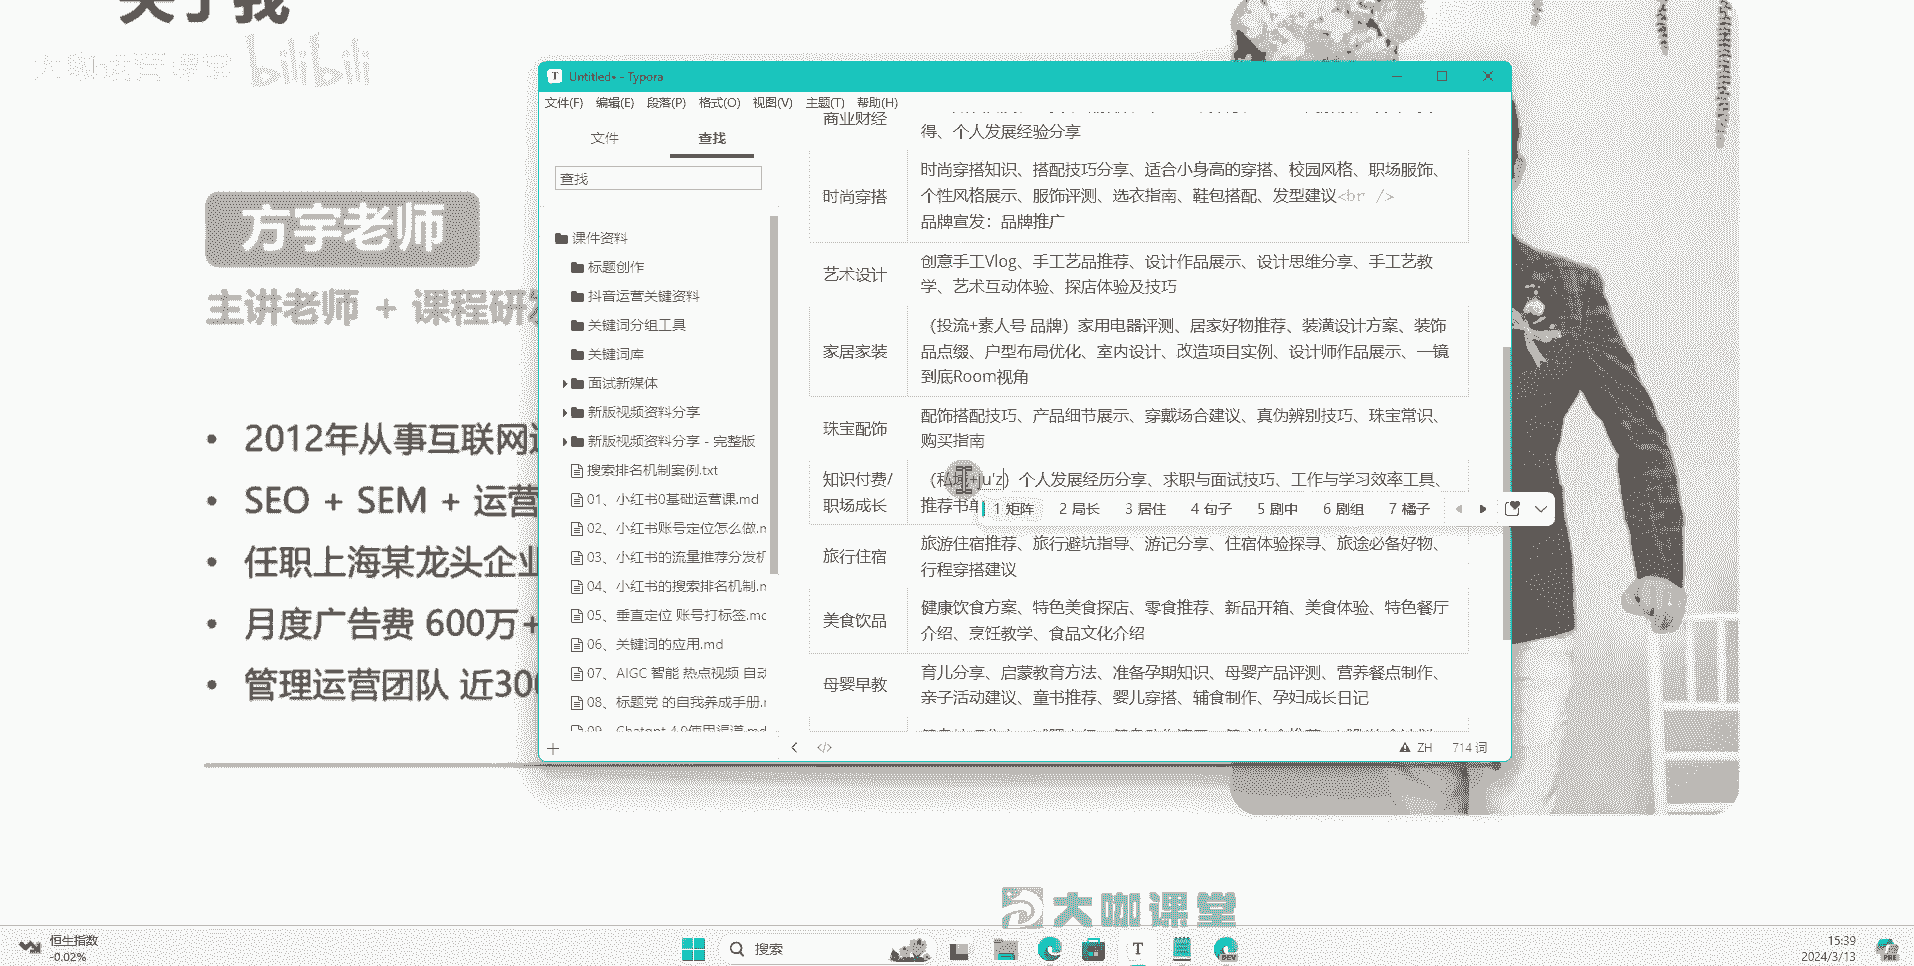 关于我
大咖运营课堂 bilibili
方宇老师
主讲老师 + 课程研发
• 2012年从事互联网运
• SEO + SEM + 运营
• 任职上海某龙头企业
• 月度广告费 600万+
• 管理运营团队 近300
Untitled• - Typora
文件(F) 编辑(E) 段落(P) 格式(O) 视图(V) 主题(T) 帮助(H)
文件 查找
查找
课件资料
标题创作
抖音运营关键资料
关键词分组工具
关键词库
面试新媒体
新版视频资料分享
新版视频资料分享 - 完整版
搜索排名机制案例.txt
01、小红书0基础运营课.md
02、小红书账号定位怎么做.m
03、小红书的流量推荐分发机
04、小红书的搜索排名机制.m
05、垂直定位 账号打标签.mc
06、关键词的应用.md
07、AIGC 智能 热点视频 自动
08、标题党 的自我养成手册.m
09、Chatgpt 4.0使用渠道.md
商业财经
得、个人发展经验分享
时尚穿搭
时尚穿搭知识、搭配技巧分享、适合小身高的穿搭、校园风格、职场服饰、
个性风格展示、服饰评测、选衣指南、鞋包搭配、发型建议<br />
品牌宣发：品牌推广
艺术设计
创意手工Vlog、手工艺品推荐、设计作品展示、设计思维分享、手工艺教
学、艺术互动体验、探店体验及技巧
家居家装
（投流+素人号 品牌）家用电器评测、居家好物推荐、装潢设计方案、装饰
品点缀、户型布局优化、室内设计、改造项目实例、设计师作品展示、一镜
到底Room视角
珠宝配饰
配饰搭配技巧、产品细节展示、穿戴场合建议、真伪辨别技巧、珠宝常识、
购买指南
知识付费/
职场成长
（私域+ju'z）个人发展经历分享、求职与面试技巧、工作与学习效率工具、
推荐书单
1 矩阵 2 局长 3 居住 4 句子 5 剧中 6 剧组 7 橘子
旅行住宿
旅游住宿推荐、旅行避坑指导、游记分享、住宿体验探寻、旅途必备好物、
行程穿搭建议
美食饮品
健康饮食方案、特色美食探店、零食推荐、新品开箱、美食体验、特色餐厅
介绍、烹饪教学、食品文化介绍
母婴早教
育儿分享、启蒙教育方法、准备孕期知识、母婴产品评测、营养餐点制作、
亲子活动建议、童书推荐、婴儿穿搭、辅食制作、孕妇成长日记
ZH 714 词
大咖课堂
恒生指数
-0.02%
搜索
DEV
15:39
2024/3/13
PRE